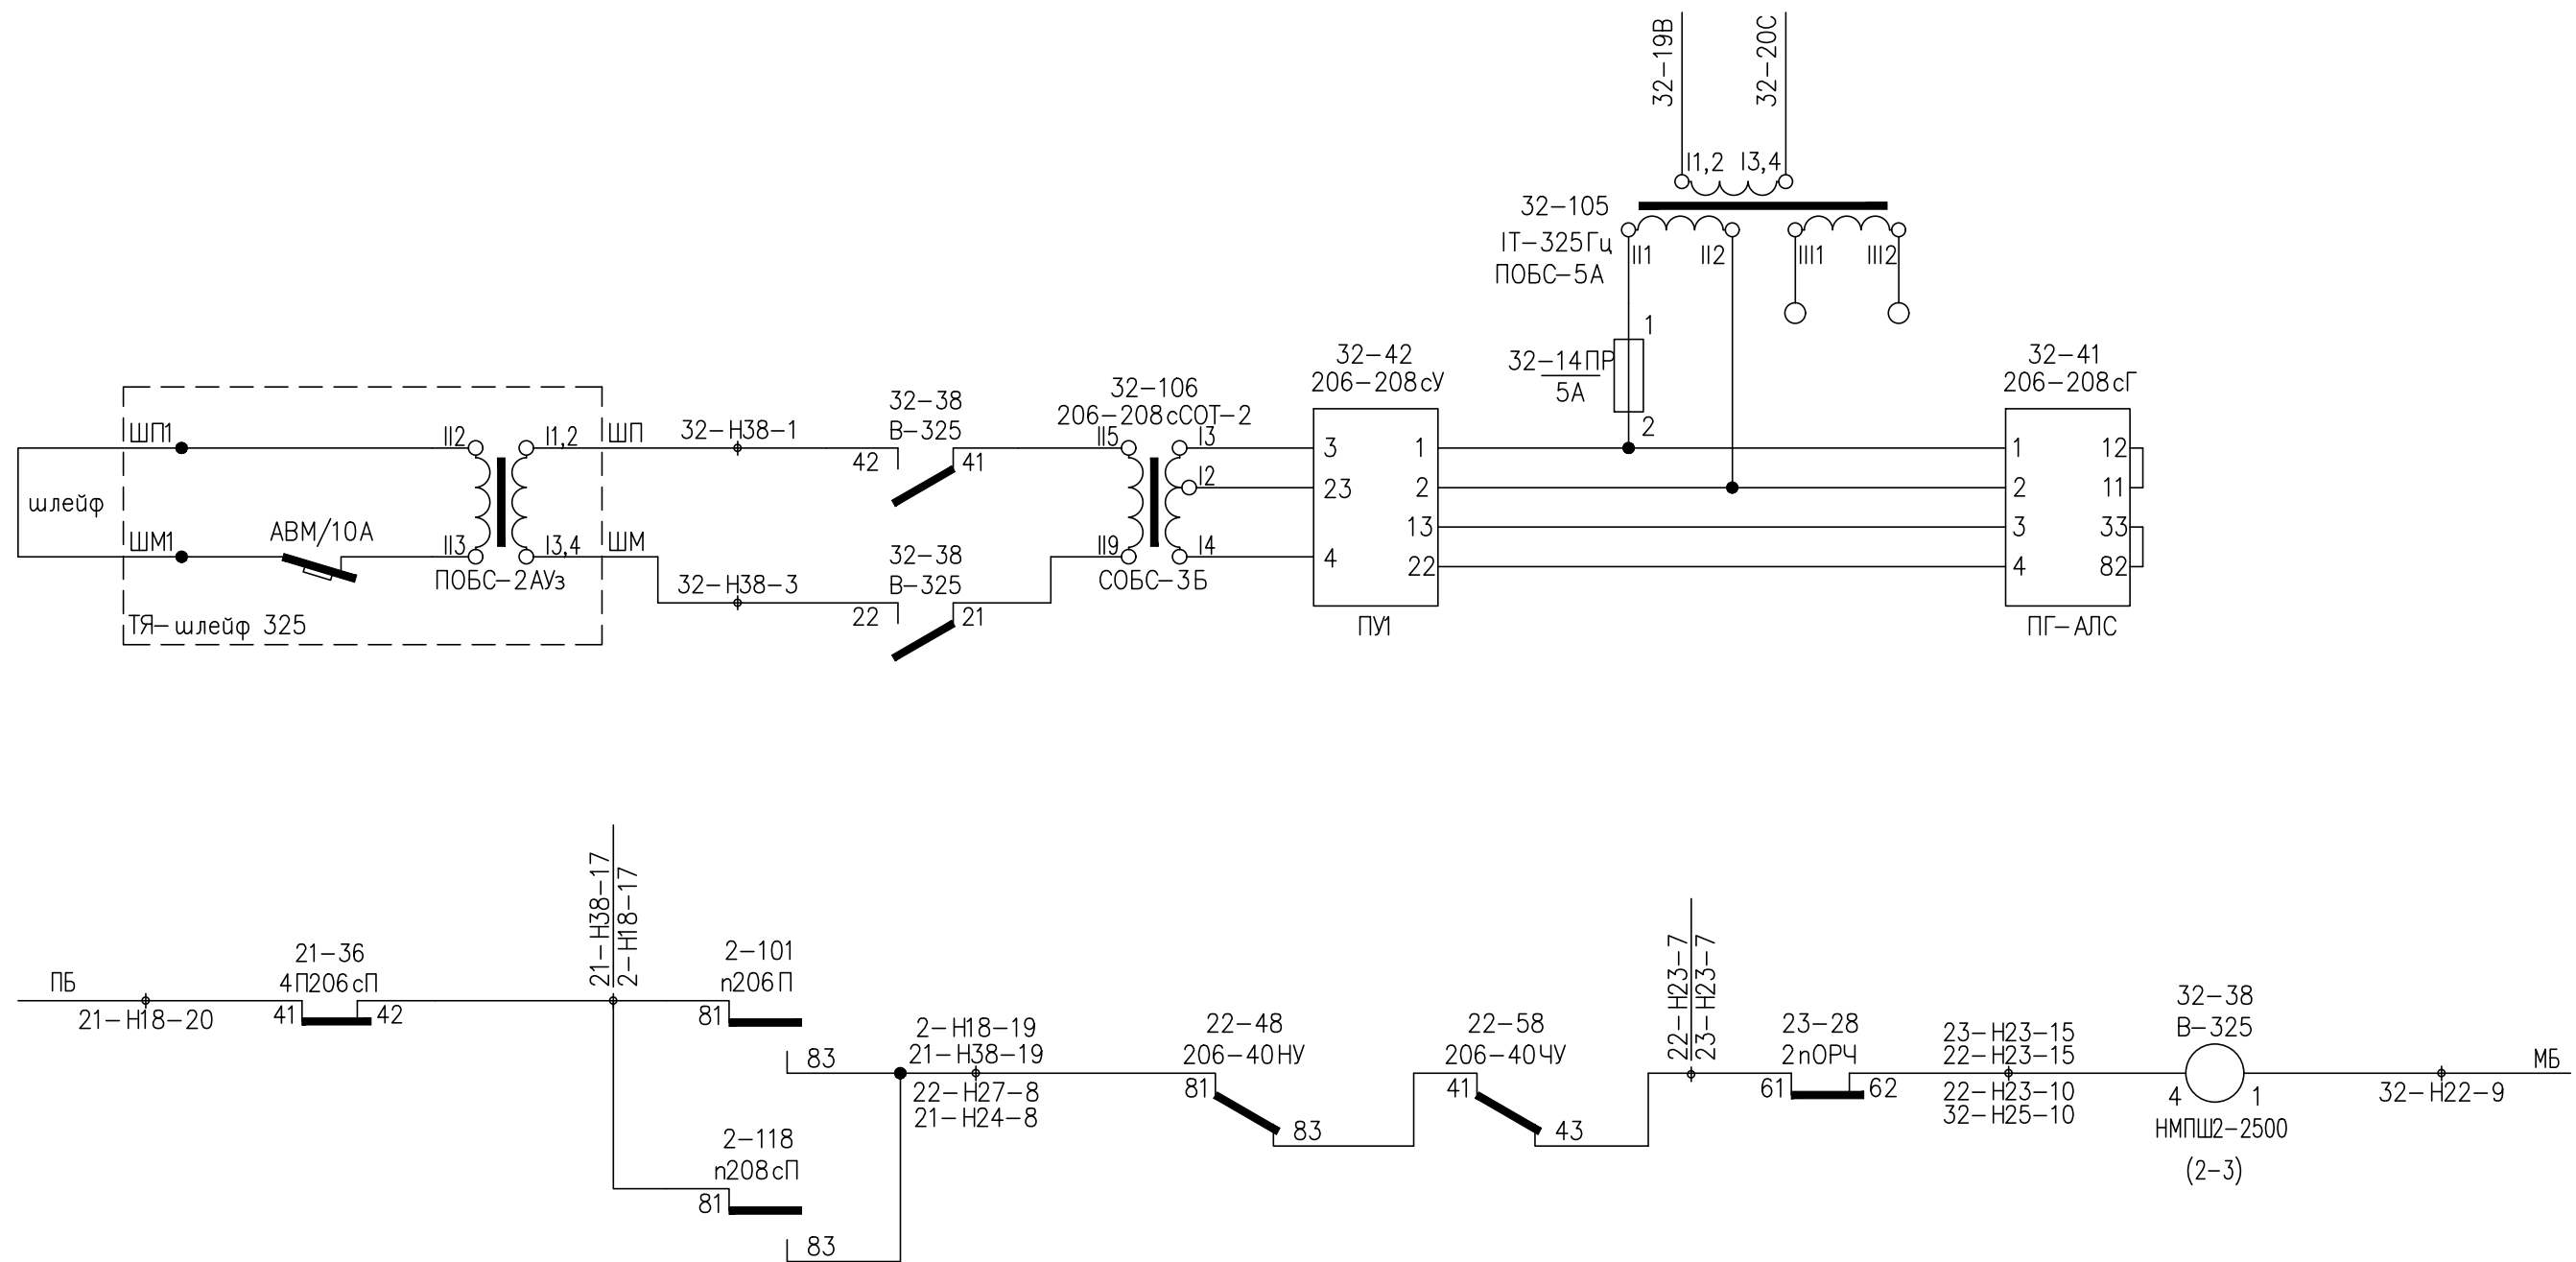 32-19В
32-20С
I1,2
I3,4
32-105
IТ-325Гц
ПОБС-5А
II1
II2
III1
III2
1
32-14ПР
5А
2
32-42
206-208сУ
32-41
206-208сГ
32-106
206-208сСОТ-2
32-38
В-325
ШП1
II2
I1,2
ШП
32-Н38-1
42
41
II5
I3
3
1
1
12
I2
23
2
2
11
шлейф
13
3
33
АВМ/10А
ШМ1
II3
I3,4
ШМ
32-38
В-325
II9
I4
4
22
4
82
ПОБС-2АУз
32-Н38-3
СОБС-3Б
22
21
ТЯ-шлейф 325
ПУ1
ПГ-АЛС
21-Н38-17
2-Н18-17
22-Н23-7
23-Н23-7
ПБ
21-Н18-20
21-36
4П206сП
41
42
2-101
п206П
81
83
2-Н18-19
21-Н38-19
22-Н27-8
21-Н24-8
22-48
206-40НУ
81
83
22-58
206-40ЧУ
41
43
23-28
2пОРЧ
61
62
23-Н23-15
22-Н23-15
22-Н23-10
32-Н25-10
32-38
В-325
4
1
НМПШ2-2500
(2-3)
МБ
32-Н22-9
2-118
п208сП
81
83